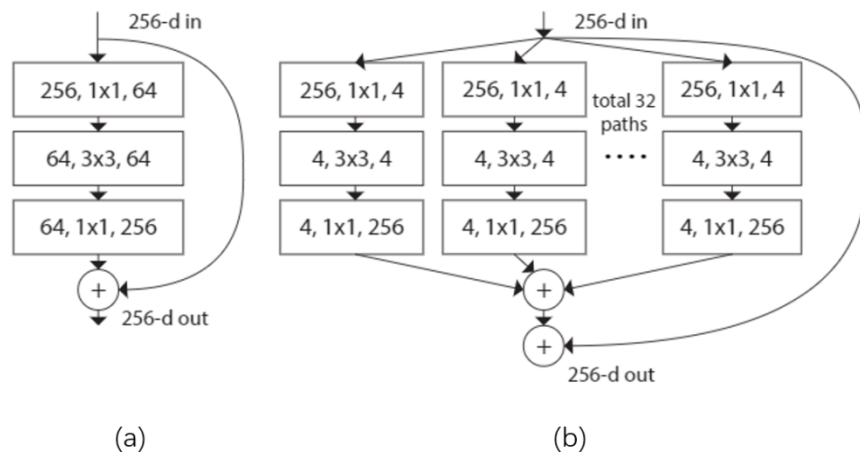 256-d in
256, 1x1, 64
64, 3x3, 64
64, 1x1, 256
+
256-d out
(a)
256-d in
256, 1x1, 4
256, 1x1, 4
total 32
paths
....
256, 1x1, 4
4, 3x3, 4
4, 3x3, 4
4, 3x3, 4
4, 1x1, 256
4, 1x1, 256
4, 1x1, 256
+
+
256-d out
(b)